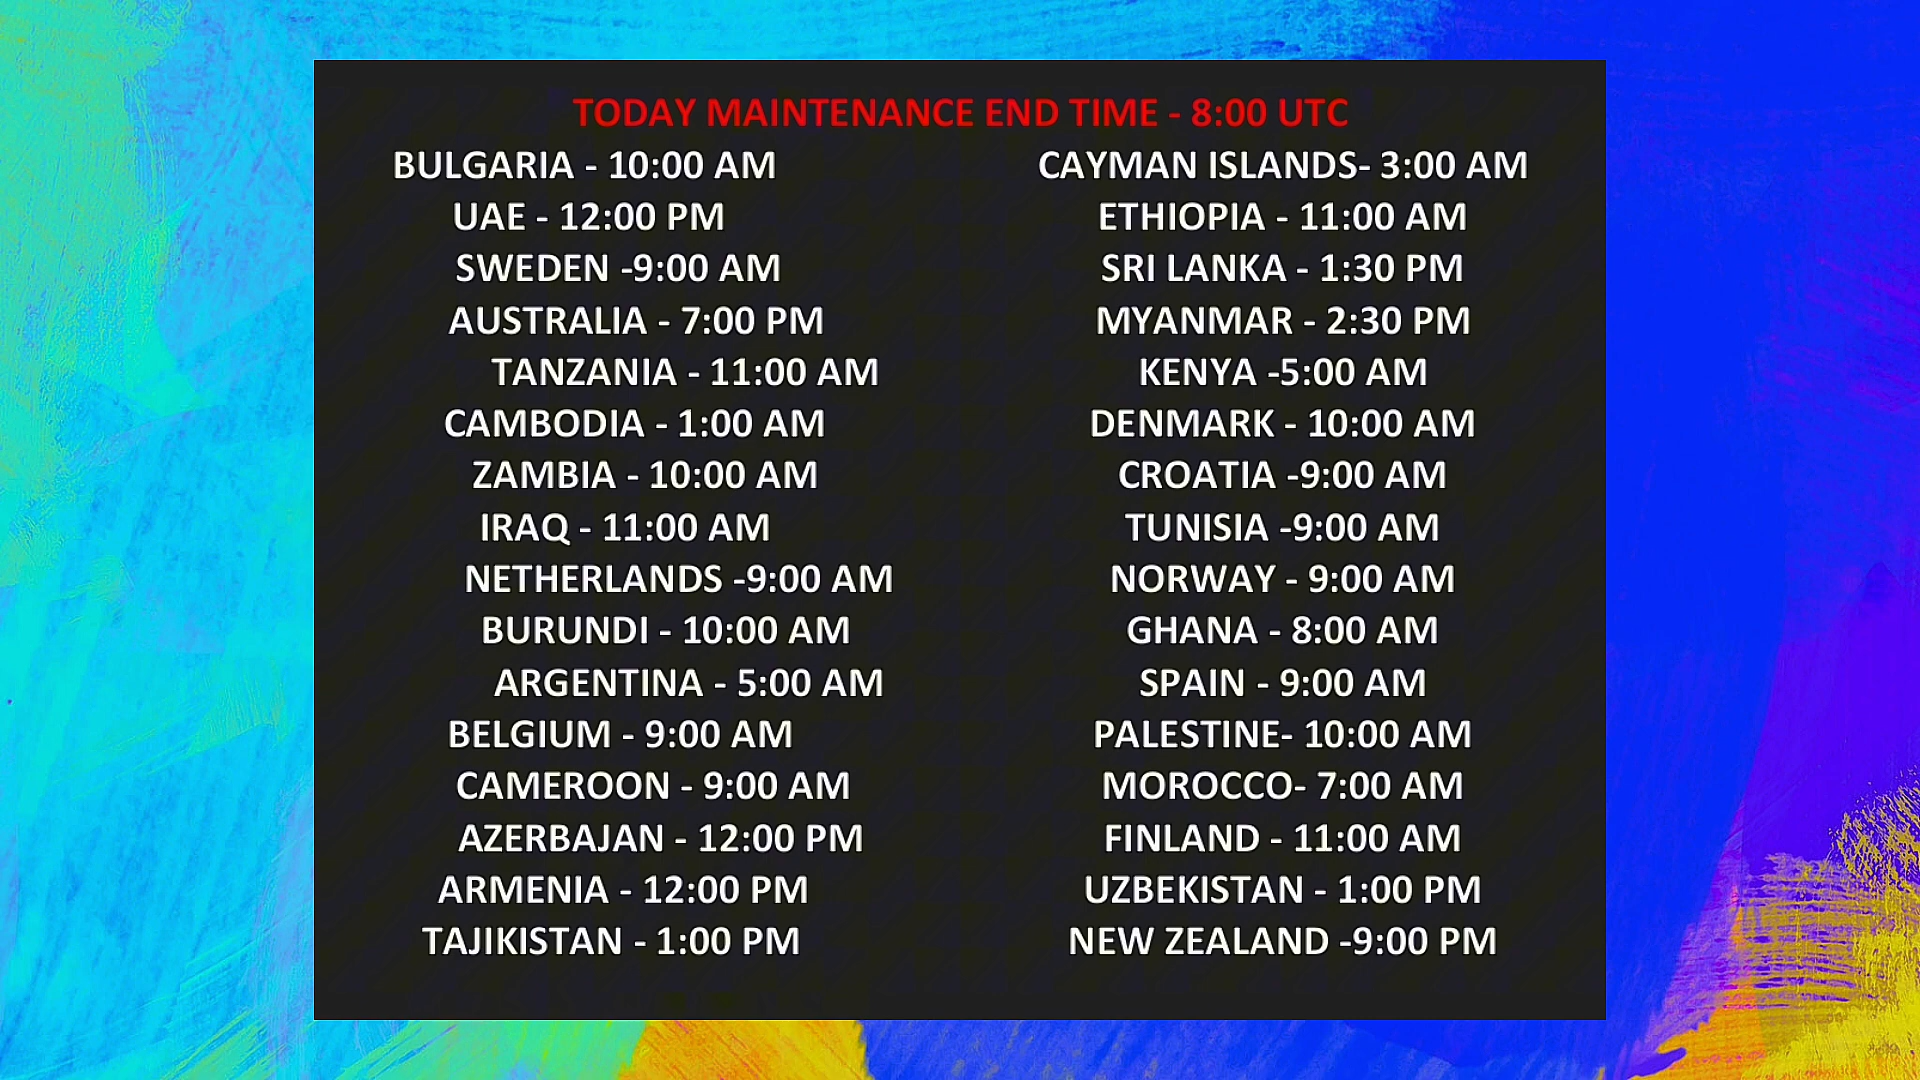 TODAY MAINTENANCE END TIME - 8:00 UTC
BULGARIA - 10:00 AM
UAE - 12:00 PM
SWEDEN -9:00 AM
AUSTRALIA - 7:00 PM
TANZANIA - 11:00 AM
CAMBODIA - 1:00 AM
ZAMBIA - 10:00 AM
IRAQ - 11:00 AM
NETHERLANDS -9:00 AM
BURUNDI - 10:00 AM
ARGENTINA - 5:00 AM
BELGIUM - 9:00 AM
CAMEROON - 9:00 AM
AZERBAJAN - 12:00 PM
ARMENIA - 12:00 PM
TAJIKISTAN - 1:00 PM
CAYMAN ISLANDS- 3:00 AM
ETHIOPIA - 11:00 AM
SRI LANKA - 1:30 PM
MYANMAR - 2:30 PM
KENYA -5:00 AM
DENMARK - 10:00 AM
CROATIA -9:00 AM
TUNISIA -9:00 AM
NORWAY - 9:00 AM
GHANA - 8:00 AM
SPAIN - 9:00 AM
PALESTINE- 10:00 AM
MOROCCO- 7:00 AM
FINLAND - 11:00 AM
UZBEKISTAN - 1:00 PM
NEW ZEALAND -9:00 PM